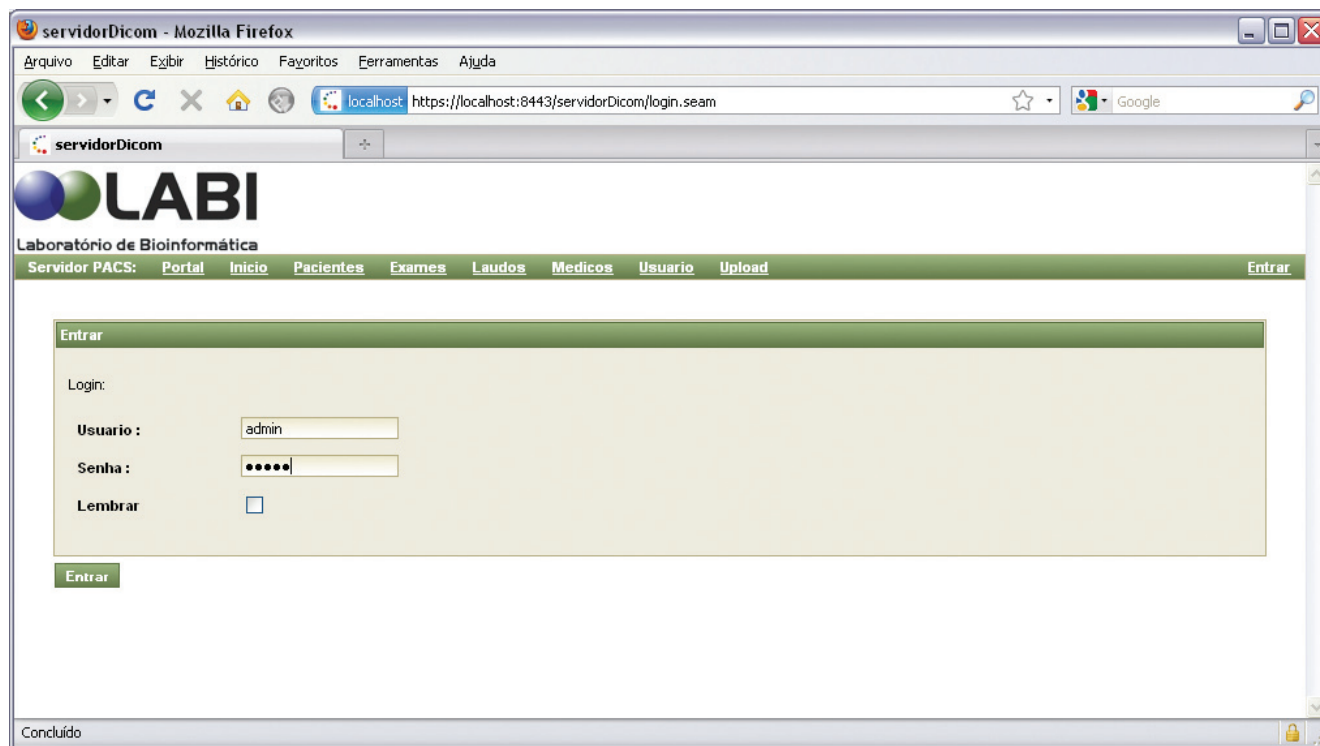 servidorDicom - Mozilla Firefox
Arquivo Editar Exibir Histórico Favoritos Ferramentas Ajuda
localhost https://localhost:8443/servidorDicom/login.seam Google
servidorDicom
LABI
Laboratório de Bioinformática
Servidor PACS: Portal Inicio Pacientes Exames Laudos Medicos Usuario Upload Entrar
Entrar
Login:
Usuario : admin
Senha : •••••
Lembrar
Entrar
Concluído